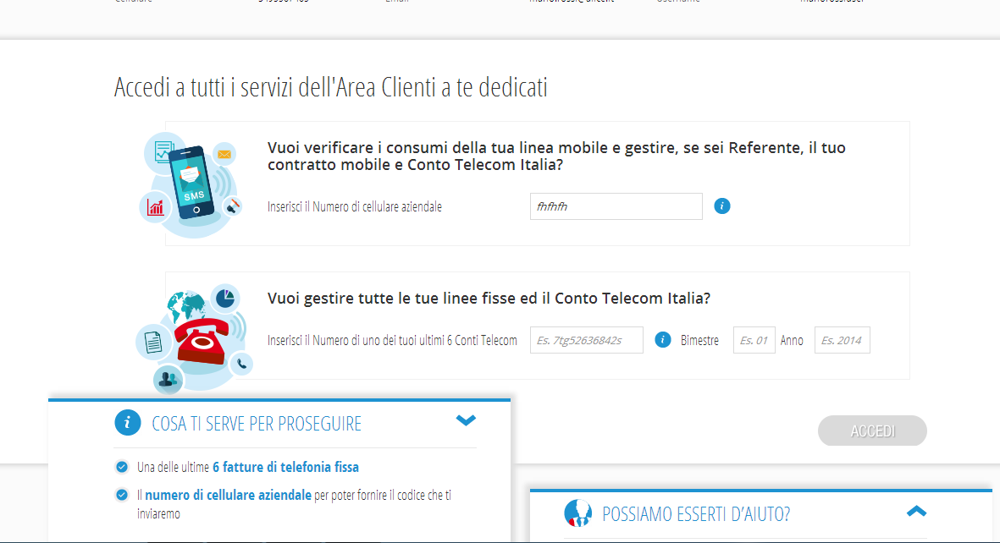 Accedi a tutti i servizi dell'Area Clienti a te dedicati
Vuoi verificare i consumi della tua linea mobile e gestire, se sei Referente, il tuo
contratto mobile e Conto Telecom Italia?
SMS
Inserisci il Numero di cellulare aziendale
fhfhfh
i
Vuoi gestire tutte le tue linee fisse ed il Conto Telecom Italia?
Inserisci il Numero di uno dei tuoi ultimi 6 Conti Telecom
Es. 7tg52636842s
i
Bimestre
Es. 01
Anno
Es. 2014
i
COSA TI SERVE PER PROSEGUIRE
Una delle ultime 6 fatture di telefonia fissa
Il numero di cellulare aziendale per poter fornire il codice che ti
invieremo
ACCEDI
POSSIAMO ESSERTI D'AIUTO?